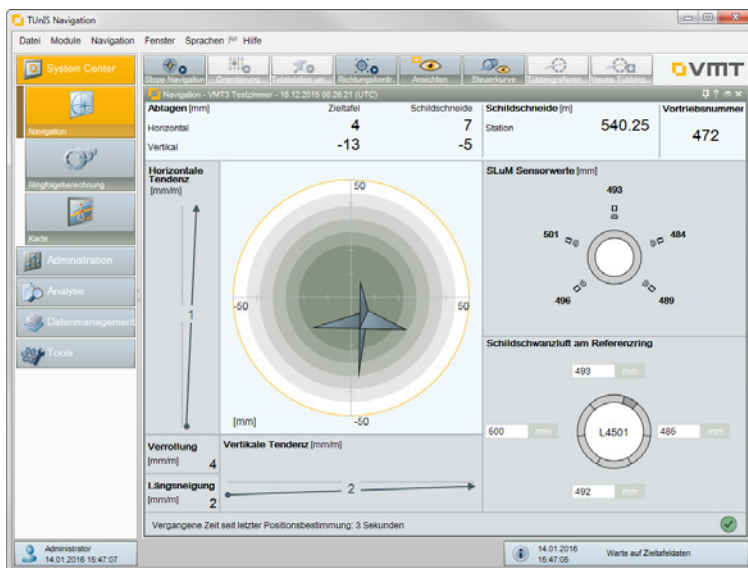 TUnIS Navigation
Datei Module Navigation Fenster Sprachen Hilfe
System Center
Stopp Navigation
Richtungskontr.
Ansichten
Steuerkurve
VMT
Navigation - VMT3 Testzimmer - 18.12.2015 08:26:21 (UTC)
Ablagen [mm] Zieltafel Schildschneide
Horizontal 4 7
Vertikal -13 -5
Schildschneide [m]
Station 540.25
Vortriebsnummer
472
Navigation
Ringfolgeberechnung
Karte
Administration
Analyse
Datenmanagement
Tools
Horizontale
Tendenz
[mm/m]
1
50
-50
50
[mm]
-50
SLuM Sensorwerte [mm]
493
501
484
496
489
Schildschwanzluft am Referenzring
493 mm
500 mm
L4501
486 mm
492 mm
Verrollung
[mm/m] 4
Vertikale Tendenz [mm/m]
2
Längsneigung
[mm/m] 2
Vergangene Zeit seit letzter Positionsbestimmung: 3 Sekunden
Administrator
14.01.2016 15:47:07
14.01.2016
15:47:05
Warte auf Zieltafeldaten